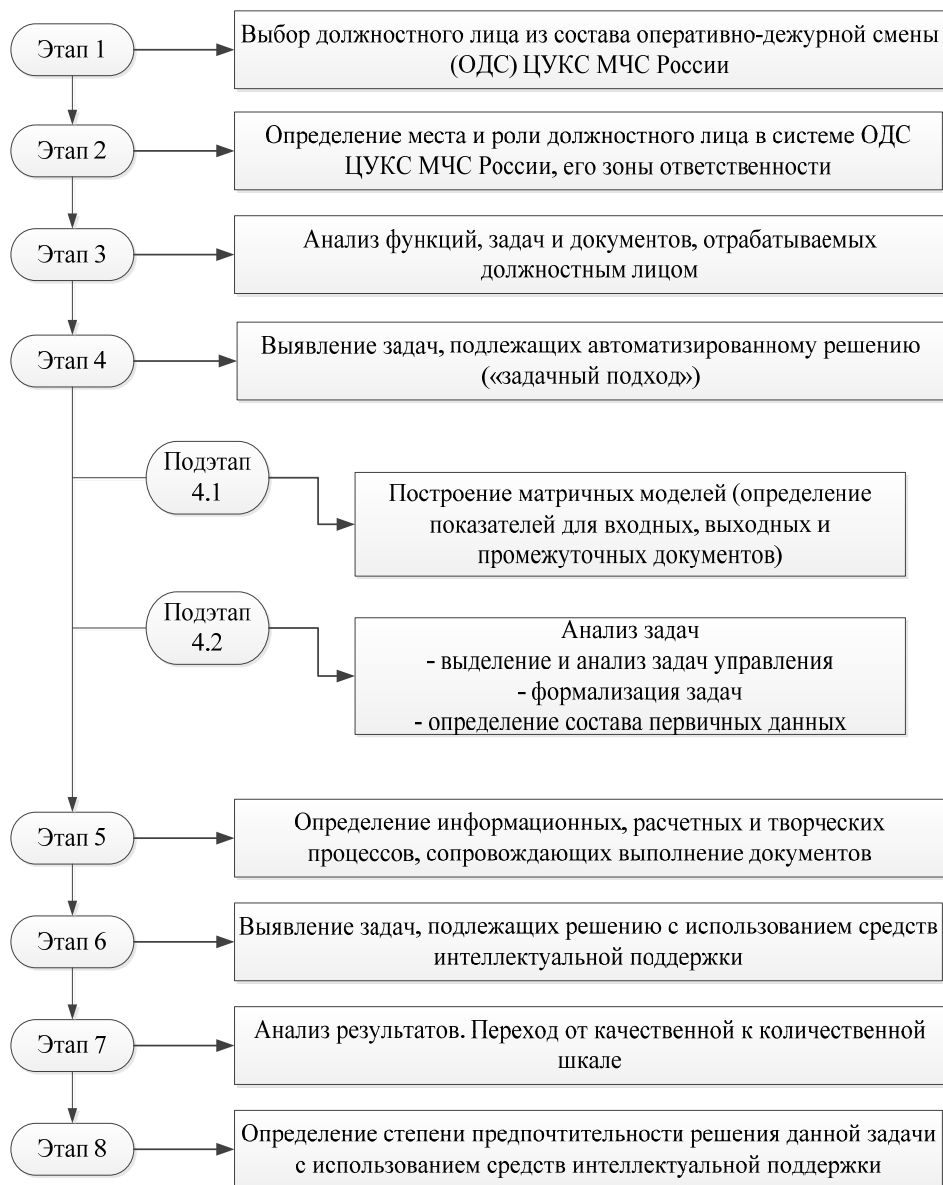 Этап 1
Выбор должностного лица из состава оперативно-дежурной смены
(ОДС) ЦУКС МЧС России
Этап 2
Определение места и роли должностного лица в системе ОДС
ЦУКС МЧС России, его зоны ответственности
Этап 3
Анализ функций, задач и документов, отрабатываемых
должностным лицом
Этап 4
Выявление задач, подлежащих автоматизированному решению
(«задачный подход»)
Подэтап
4.1
Построение матричных моделей (определение
показателей для входных, выходных и
промежуточных документов)
Подэтап
4.2
Анализ задач
- выделение и анализ задач управления
- формализация задач
- определение состава первичных данных
Этап 5
Определение информационных, расчетных и творческих
процессов, сопровождающих выполнение документов
Этап 6
Выявление задач, подлежащих решению с использованием средств
интеллектуальной поддержки
Этап 7
Анализ результатов. Переход от качественной к количественной
шкале
Этап 8
Определение степени предпочтительности решения данной задачи
с использованием средств интеллектуальной поддержки